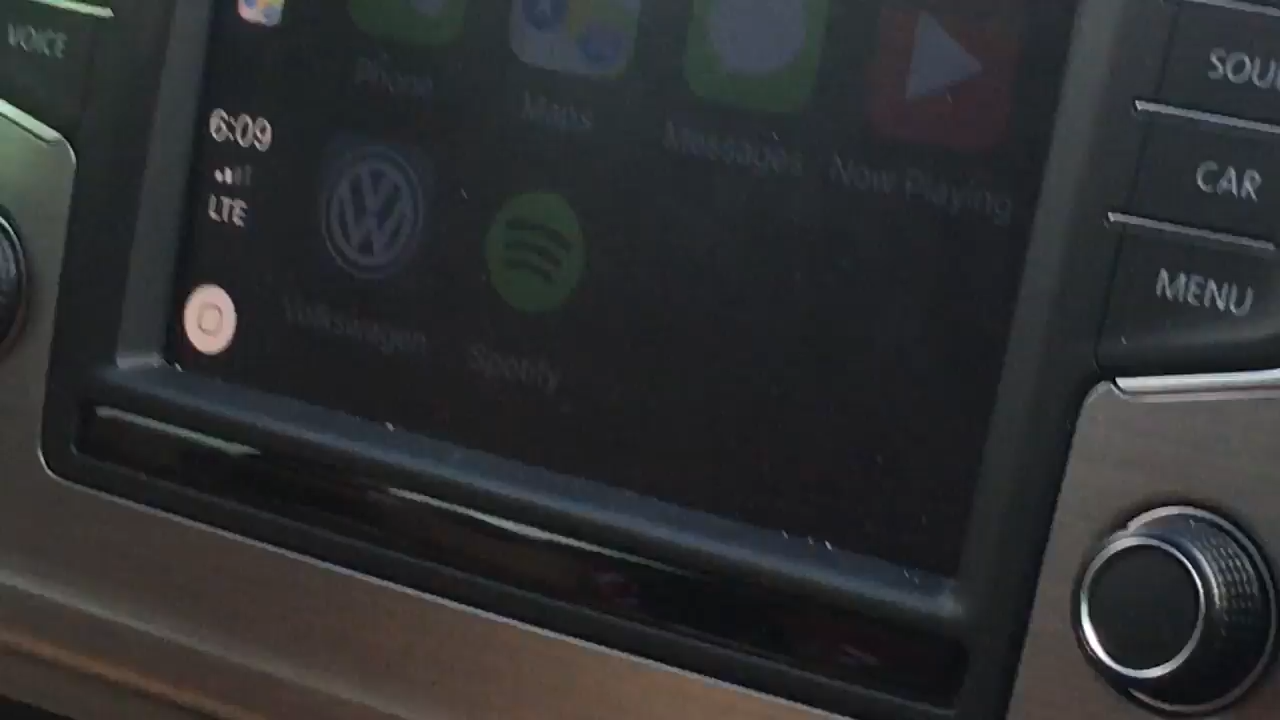 VOICE
Phone
Maps
Messages
Now Playing
6:09
LTE
Volkswagen
Spotify
SOU
CAR
MENU